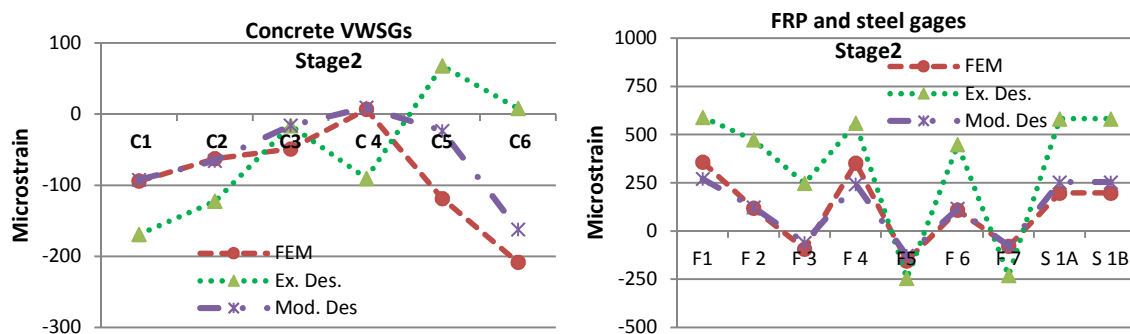 Concrete VWSGs
Stage2
Microstrain
100
0
-100
-200
-300
C1
C2
C3
C 4
C5
C6
FEM
Ex. Des.
Mod. Des
FRP and steel gages
Stage2
Microstrain
1000
750
500
250
0
-250
-500
F1
F 2
F 3
F 4
F5
F 6
F 7
S 1A
S 1B
FEM
Ex. Des.
Mod. Des